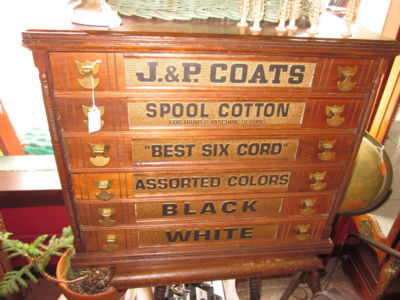 J.&P. COATS
SPOOL COTTON
FOR HAND & MACHINE SEWING
"BEST SIX CORD"
ASSORTED COLORS
BLACK
WHITE